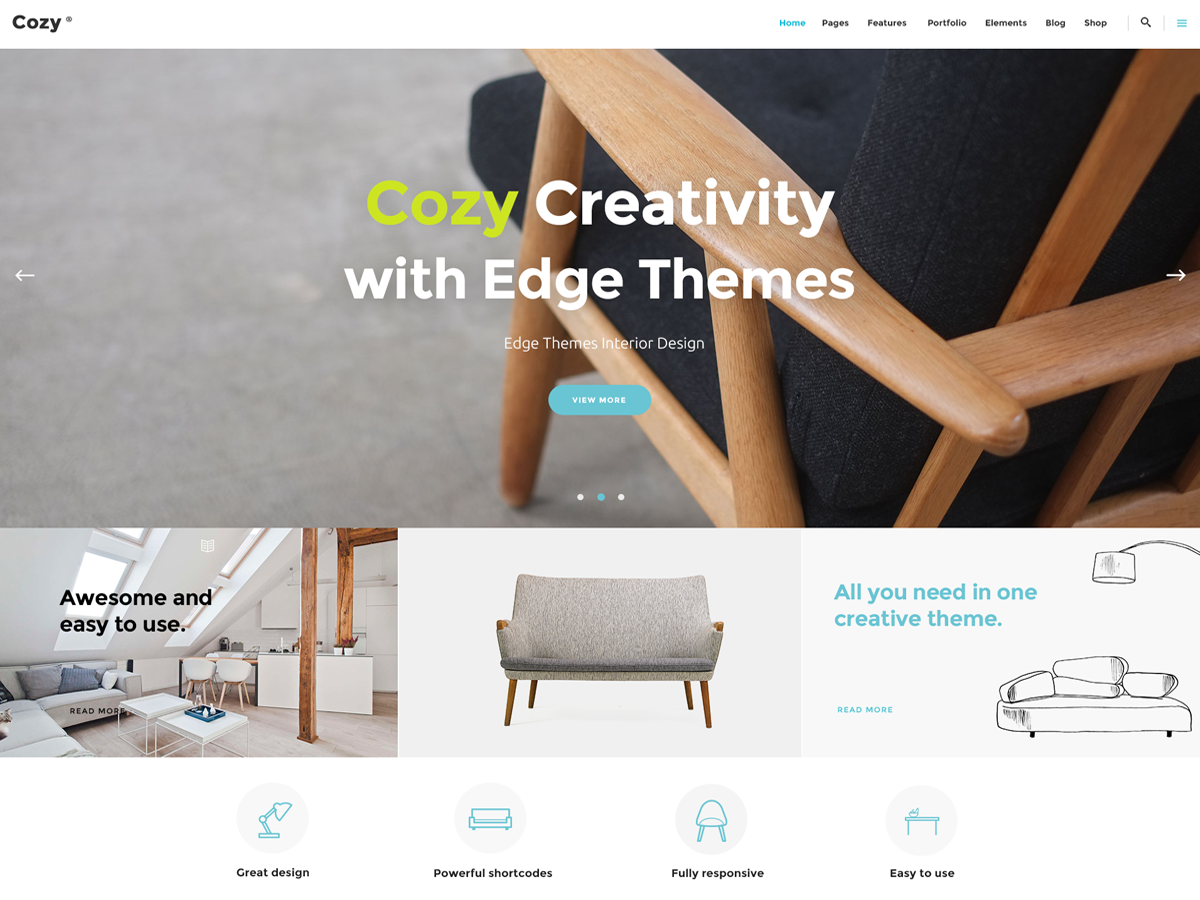 Cozy ®
Home Pages Features Portfolio Elements Blog Shop
Cozy Creativity
with Edge Themes
Edge Themes Interior Design
VIEW MORE
Awesome and
easy to use.
READ MORE
All you need in one
creative theme.
READ MORE
Great design
Powerful shortcodes
Fully responsive
Easy to use